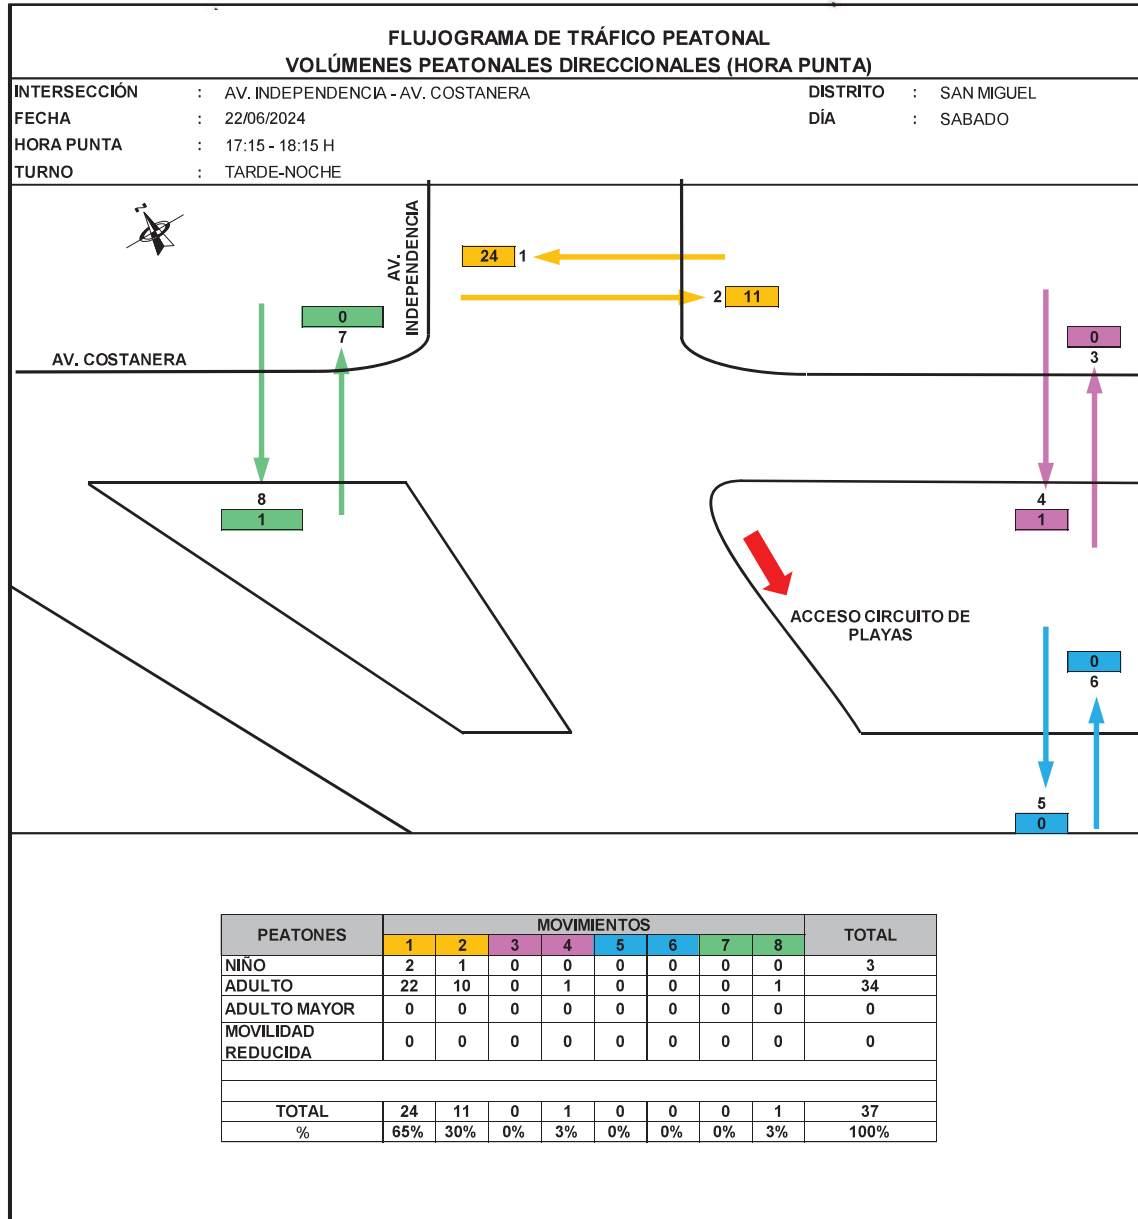 FLUJOGRAMA DE TRÁFICO PEATONAL
VOLÚMENES PEATONALES DIRECCIONALES (HORA PUNTA)
INTERSECCIÓN : AV. INDEPENDENCIA - AV. COSTANERA DISTRITO : SAN MIGUEL
FECHA : 22/06/2024 DÍA : SABADO
HORA PUNTA : 17:15 - 18:15 H
TURNO : TARDE-NOCHE
AV. INDEPENDENCIA
24 1
2 11
0
7
AV. COSTANERA
0
3
8
1
4
1
ACCESO CIRCUITO DE
PLAYAS
0
6
5
0
PEATONES MOVIMIENTOS TOTAL
1 2 3 4 5 6 7 8
NIÑO 2 1 0 0 0 0 0 0 3
ADULTO 22 10 0 1 0 0 0 1 34
ADULTO MAYOR 0 0 0 0 0 0 0 0 0
MOVILIDAD
REDUCIDA 0 0 0 0 0 0 0 0 0
TOTAL 24 11 0 1 0 0 0 1 37
% 65% 30% 0% 3% 0% 0% 0% 3% 100%